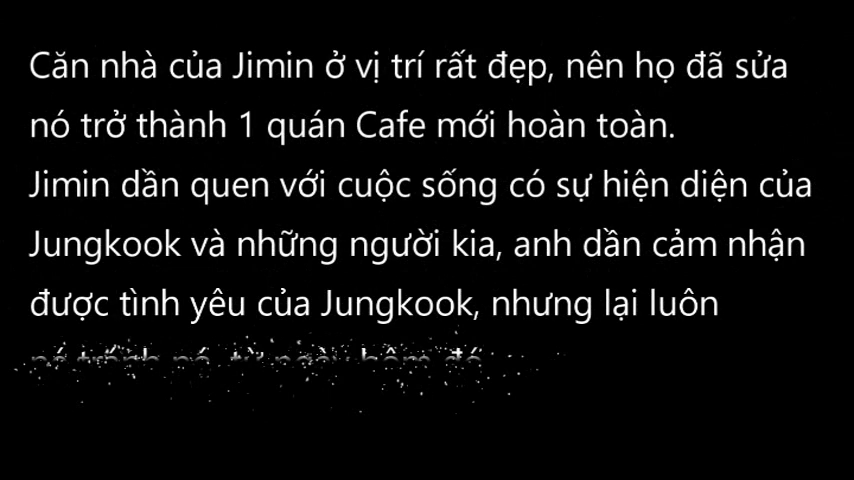 Căn nhà của Jimin ở vị trí rất đẹp, nên họ đã sửa
nó trở thành 1 quán Cafe mới hoàn toàn.
Jimin dần quen với cuộc sống có sự hiện diện của
Jungkook và những người kia, anh dần cảm nhận
được tình yêu của Jungkook, nhưng lại luôn